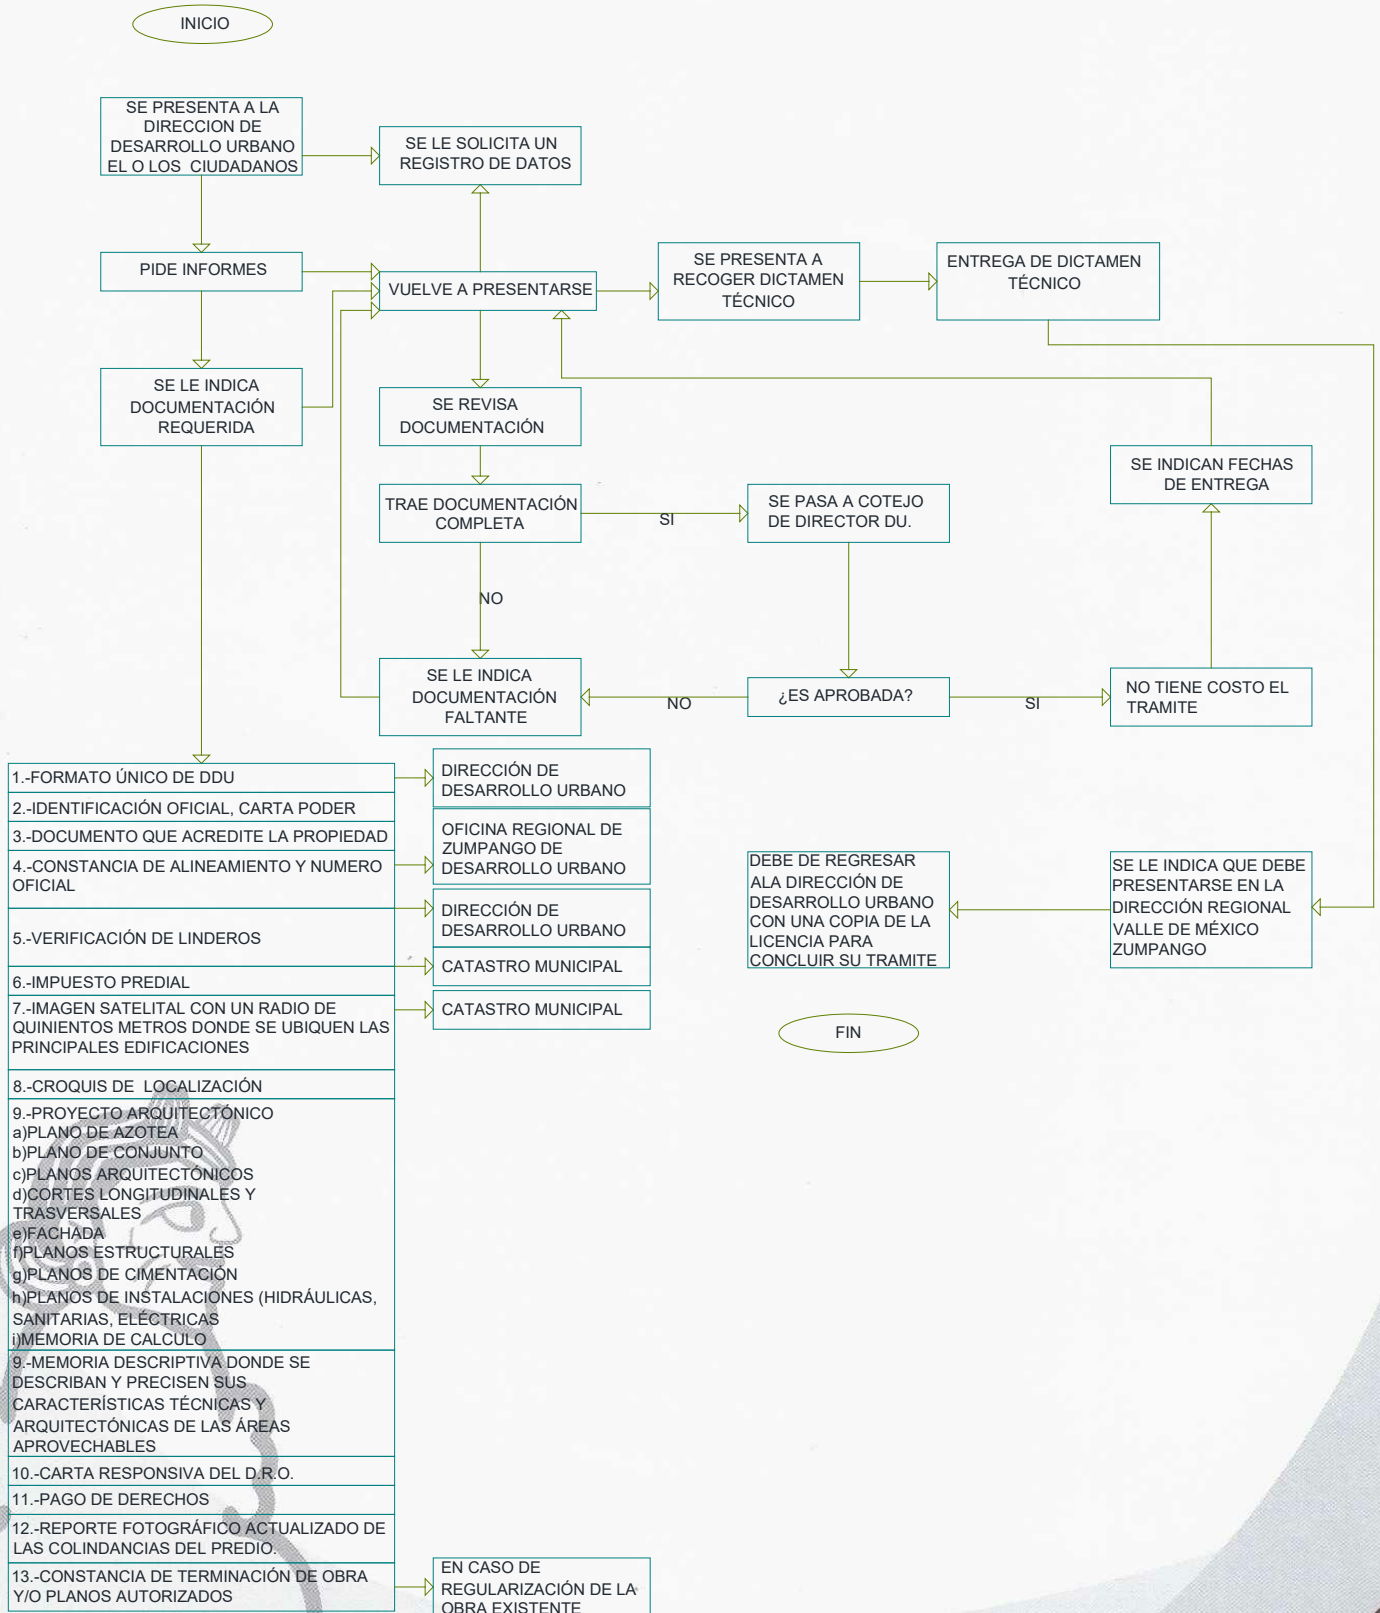 INICIO
SE PRESENTA A LA
DIRECCION DE
DESARROLLO URBANO
EL O LOS CIUDADANOS
SE LE SOLICITA UN
REGISTRO DE DATOS
PIDE INFORMES
VUELVE A PRESENTARSE
SE PRESENTA A
RECOGER DICTAMEN
TÉCNICO
ENTREGA DE DICTAMEN
TÉCNICO
SE LE INDICA
DOCUMENTACIÓN
REQUERIDA
SE REVISA
DOCUMENTACIÓN
TRAE DOCUMENTACIÓN
COMPLETA
SI
SE PASA A COTEJO
DE DIRECTOR DU.
SE INDICAN FECHAS
DE ENTREGA
NO
SE LE INDICA
DOCUMENTACIÓN
FALTANTE
NO
¿ES APROBADA?
SI
NO TIENE COSTO EL
TRAMITE
1.-FORMATO ÚNICO DE DDU
2.-IDENTIFICACIÓN OFICIAL, CARTA PODER
3.-DOCUMENTO QUE ACREDITE LA PROPIEDAD
4.-CONSTANCIA DE ALINEAMIENTO Y NUMERO
OFICIAL
5.-VERIFICACIÓN DE LINDEROS
6.-IMPUESTO PREDIAL
7.-IMAGEN SATELITAL CON UN RADIO DE
QUINIENTOS METROS DONDE SE UBIQUEN LAS
PRINCIPALES EDIFICACIONES
8.-CROQUIS DE LOCALIZACIÓN
9.-PROYECTO ARQUITECTÓNICO
a)PLANO DE AZOTEA
b)PLANO DE CONJUNTO
c)PLANOS ARQUITECTÓNICOS
d)CORTES LONGITUDINALES Y
TRASVERSALES
e)FACHADA
f)PLANOS ESTRUCTURALES
g)PLANOS DE CIMENTACIÓN
h)PLANOS DE INSTALACIONES (HIDRÁULICAS,
SANITARIAS, ELÉCTRICAS
i)MEMORIA DE CALCULO
9.-MEMORIA DESCRIPTIVA DONDE SE
DESCRIBAN Y PRECISEN SUS
CARACTERÍSTICAS TÉCNICAS Y
ARQUITECTÓNICAS DE LAS ÁREAS
APROVECHABLES
10.-CARTA RESPONSIVA DEL D.R.O.
11.-PAGO DE DERECHOS
12.-REPORTE FOTOGRÁFICO ACTUALIZADO DE
LAS COLINDANCIAS DEL PREDIO.
13.-CONSTANCIA DE TERMINACIÓN DE OBRA
Y/O PLANOS AUTORIZADOS
DIRECCIÓN DE
DESARROLLO URBANO
OFICINA REGIONAL DE
ZUMPANGO DE
DESARROLLO URBANO
DIRECCIÓN DE
DESARROLLO URBANO
CATASTRO MUNICIPAL
CATASTRO MUNICIPAL
EN CASO DE
REGULARIZACIÓN DE LA
OBRA EXISTENTE
DEBE DE REGRESAR
ALA DIRECCIÓN DE
DESARROLLO URBANO
CON UNA COPIA DE LA
LICENCIA PARA
CONCLUIR SU TRAMITE
SE LE INDICA QUE DEBE
PRESENTARSE EN LA
DIRECCIÓN REGIONAL
VALLE DE MÉXICO
ZUMPANGO
FIN